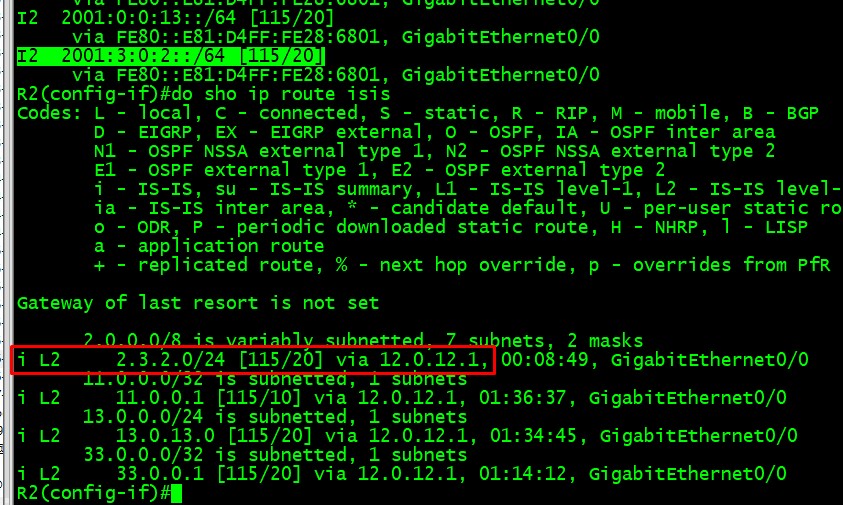 via FE80::E81:D4FF:FE28:6801, GigabitEthernet0/0
I2  2001:0:0:13::/64 [115/20]
     via FE80::E81:D4FF:FE28:6801, GigabitEthernet0/0
I2  2001:3:0:2::/64 [115/20]
     via FE80::E81:D4FF:FE28:6801, GigabitEthernet0/0
R2(config-if)#do sho ip route isis
Codes: L - local, C - connected, S - static, R - RIP, M - mobile, B - BGP
       D - EIGRP, EX - EIGRP external, O - OSPF, IA - OSPF inter area
       N1 - OSPF NSSA external type 1, N2 - OSPF NSSA external type 2
       E1 - OSPF external type 1, E2 - OSPF external type 2
       i - IS-IS, su - IS-IS summary, L1 - IS-IS level-1, L2 - IS-IS level-
       ia - IS-IS inter area, * - candidate default, U - per-user static ro
       o - ODR, P - periodic downloaded static route, H - NHRP, l - LISP
       a - application route
       + - replicated route, % - next hop override, p - overrides from PfR
Gateway of last resort is not set
      2.0.0.0/8 is variably subnetted, 7 subnets, 2 masks
i L2     2.3.2.0/24 [115/20] via 12.0.12.1, 00:08:49, GigabitEthernet0/0
      11.0.0.0/32 is subnetted, 1 subnets
i L2     11.0.0.1 [115/10] via 12.0.12.1, 01:36:37, GigabitEthernet0/0
      13.0.0.0/24 is subnetted, 1 subnets
i L2     13.0.13.0 [115/20] via 12.0.12.1, 01:34:45, GigabitEthernet0/0
      33.0.0.0/32 is subnetted, 1 subnets
i L2     33.0.0.1 [115/20] via 12.0.12.1, 01:14:12, GigabitEthernet0/0
R2(config-if)#